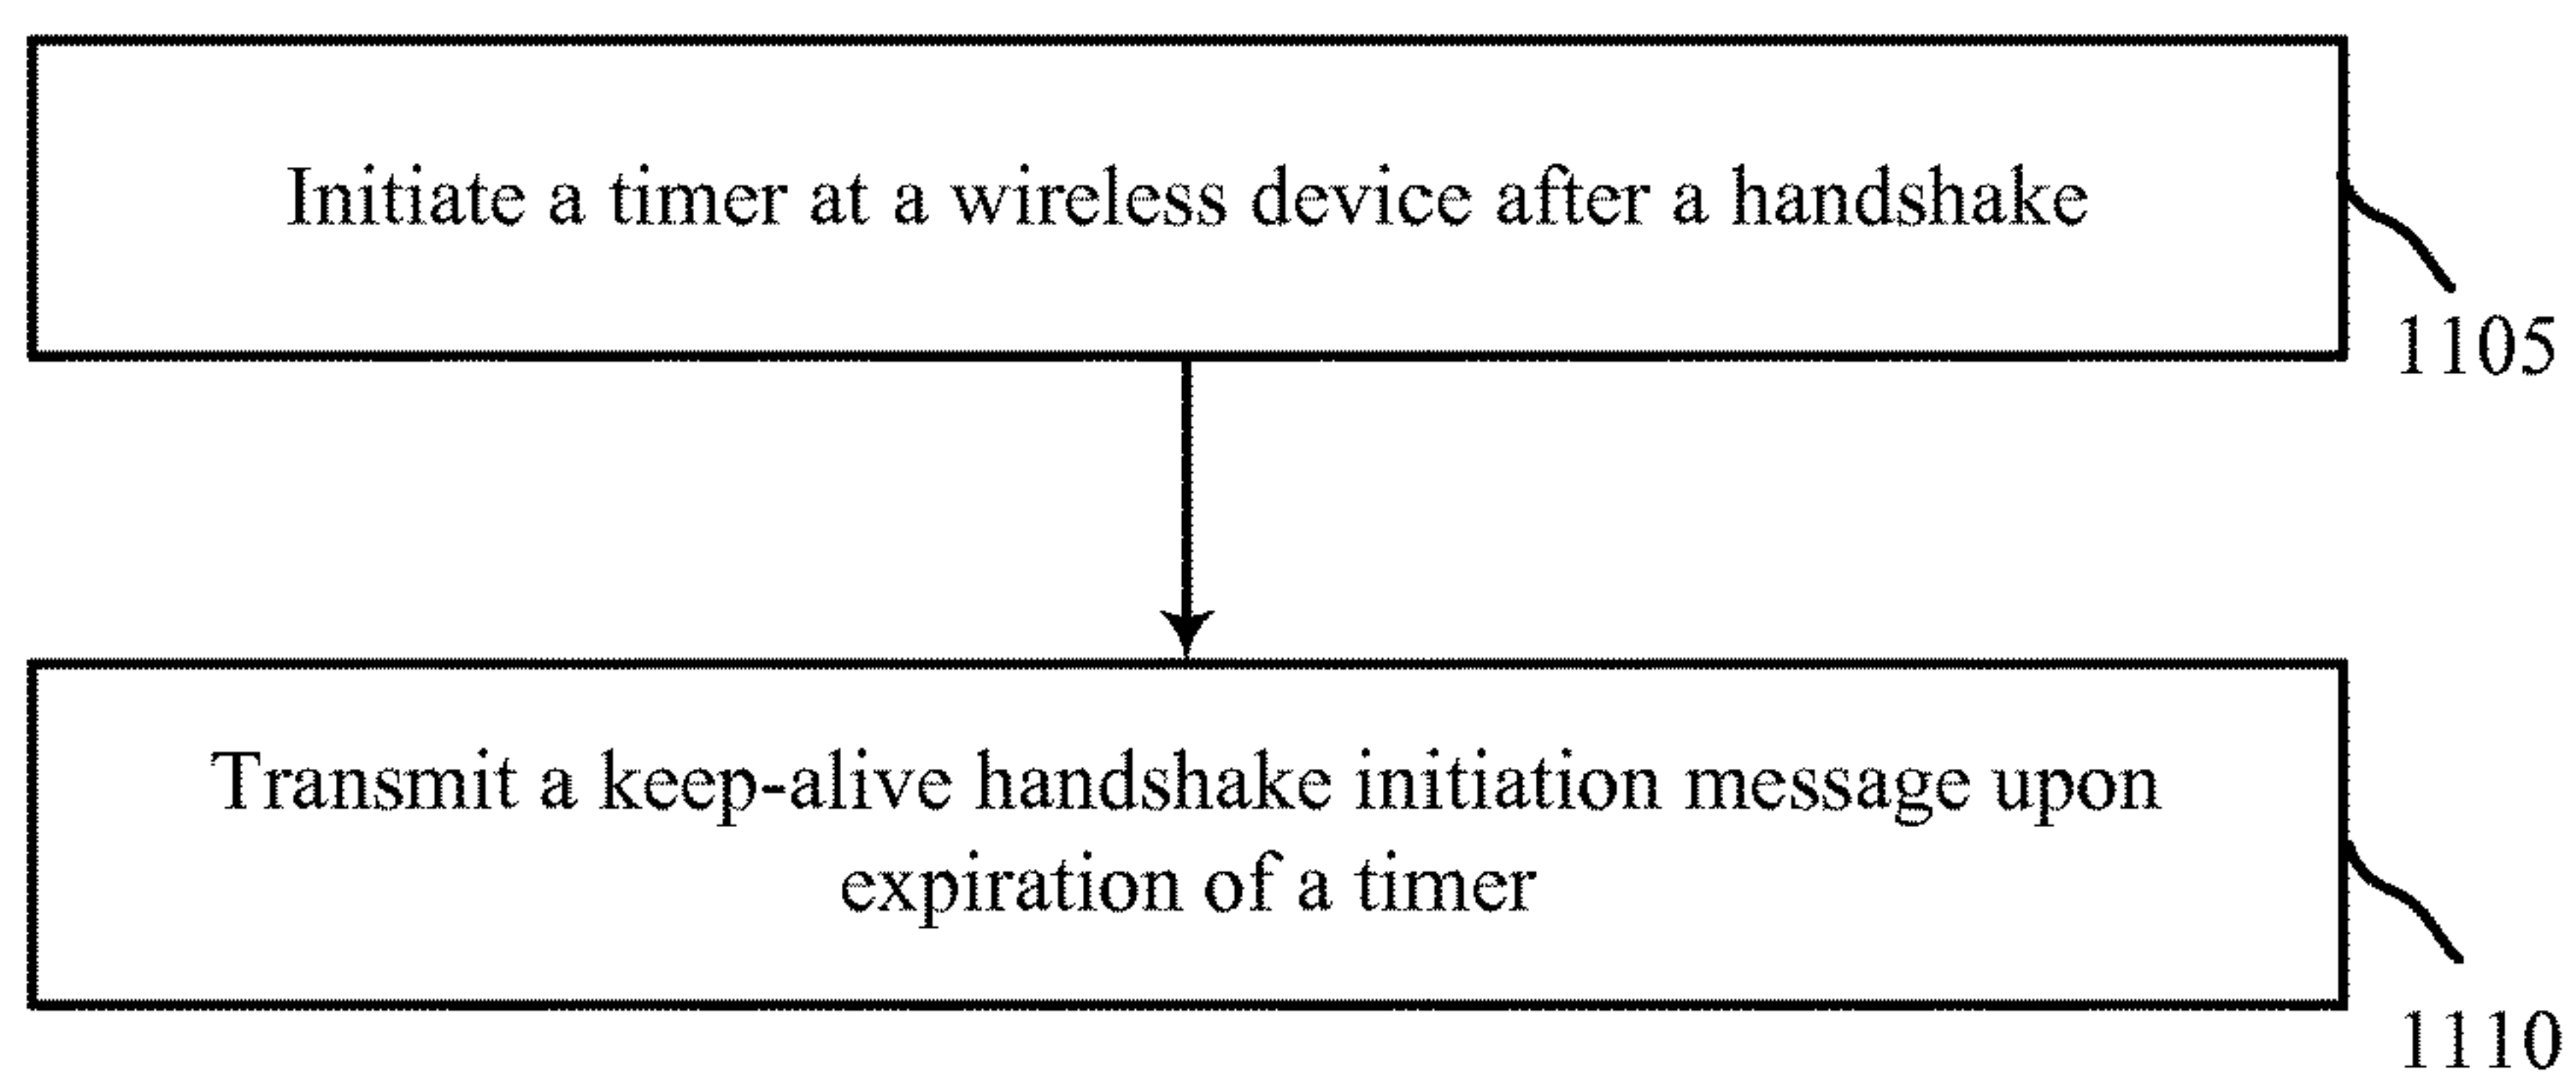 Initiate a timer at a wireless device after a handshake
1105
Transmit a keep-alive handshake initiation message upon
expiration of a timer
1110